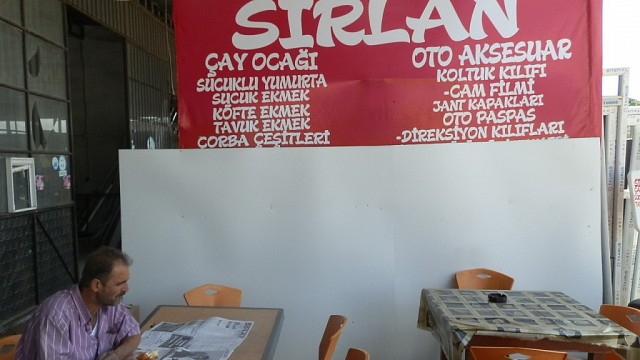 SIRLAN
ÇAY OCAĞI
SUCUKLU YUMURTA
SUCUK EKMEK
KÖFTE EKMEK
TAVUK EKMEK
ÇORBA ÇEŞİTLERİ
OTO AKSESUAR
KOLTUK KILIFI
-CAM FİLMİ
JANT KAPAKLARI
OTO PASPAS
-DİREKSİYON KILIFLARI